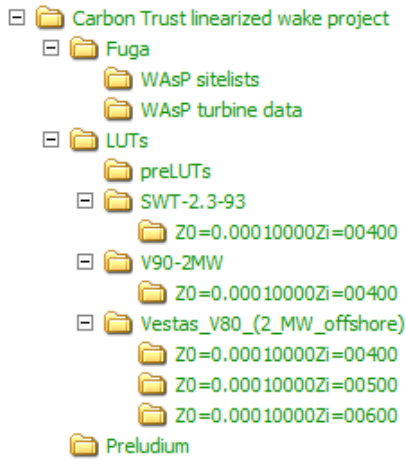 Carbon Trust linearized wake project
Fuga
WAsP sitelists
WAsP turbine data
LUTs
preLUTs
SWT-2.3-93
Z0=0.00010000Zi=00400
V90-2MW
Z0=0.00010000Zi=00400
Vestas_V80_(2_MW_offshore)
Z0=0.00010000Zi=00400
Z0=0.00010000Zi=00500
Z0=0.00010000Zi=00600
Preludium